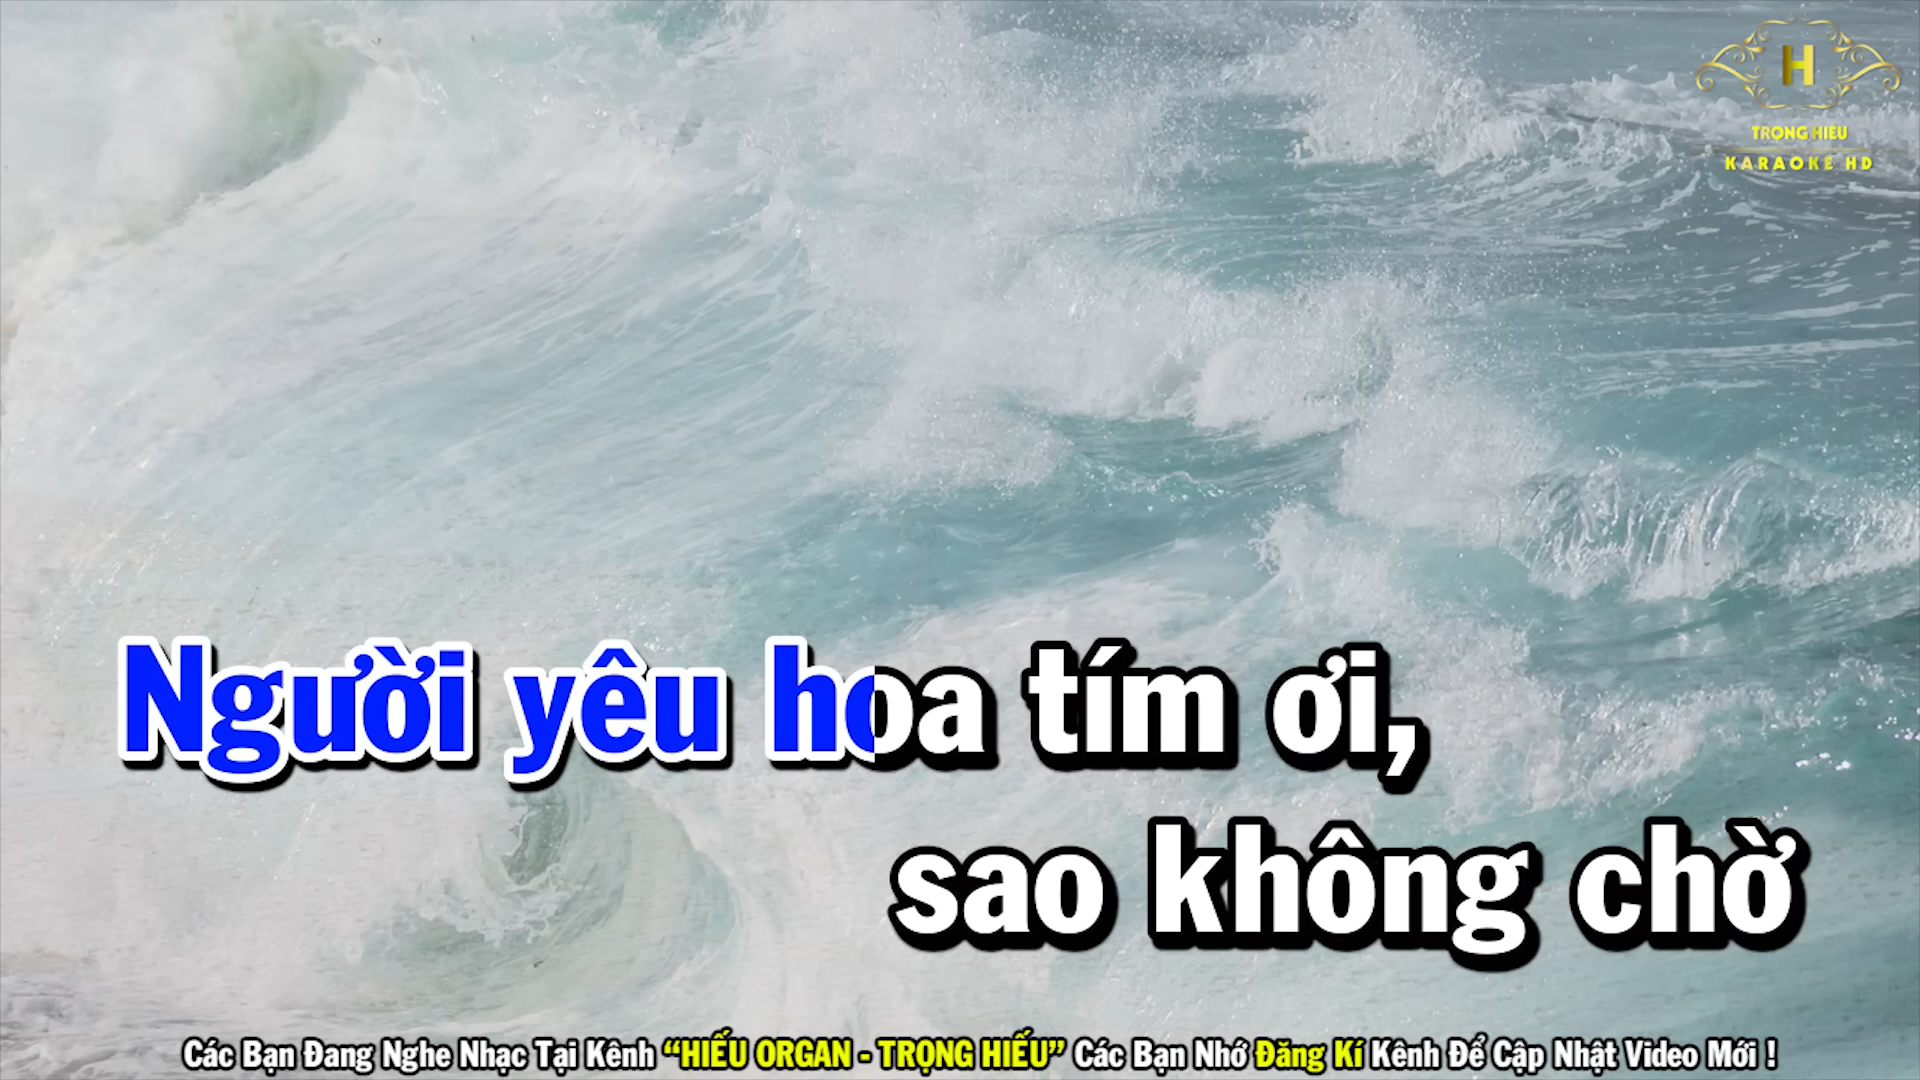 H
TRỌNG HIẾU
KARAOKE HD
Người yêu hoa tím ơi,
sao không chờ
Các Bạn Đang Nghe Nhạc Tại Kênh “HIẾU ORGAN - TRỌNG HIẾU” Các Bạn Nhớ Đăng Kí Kênh Để Cập Nhật Video Mới !